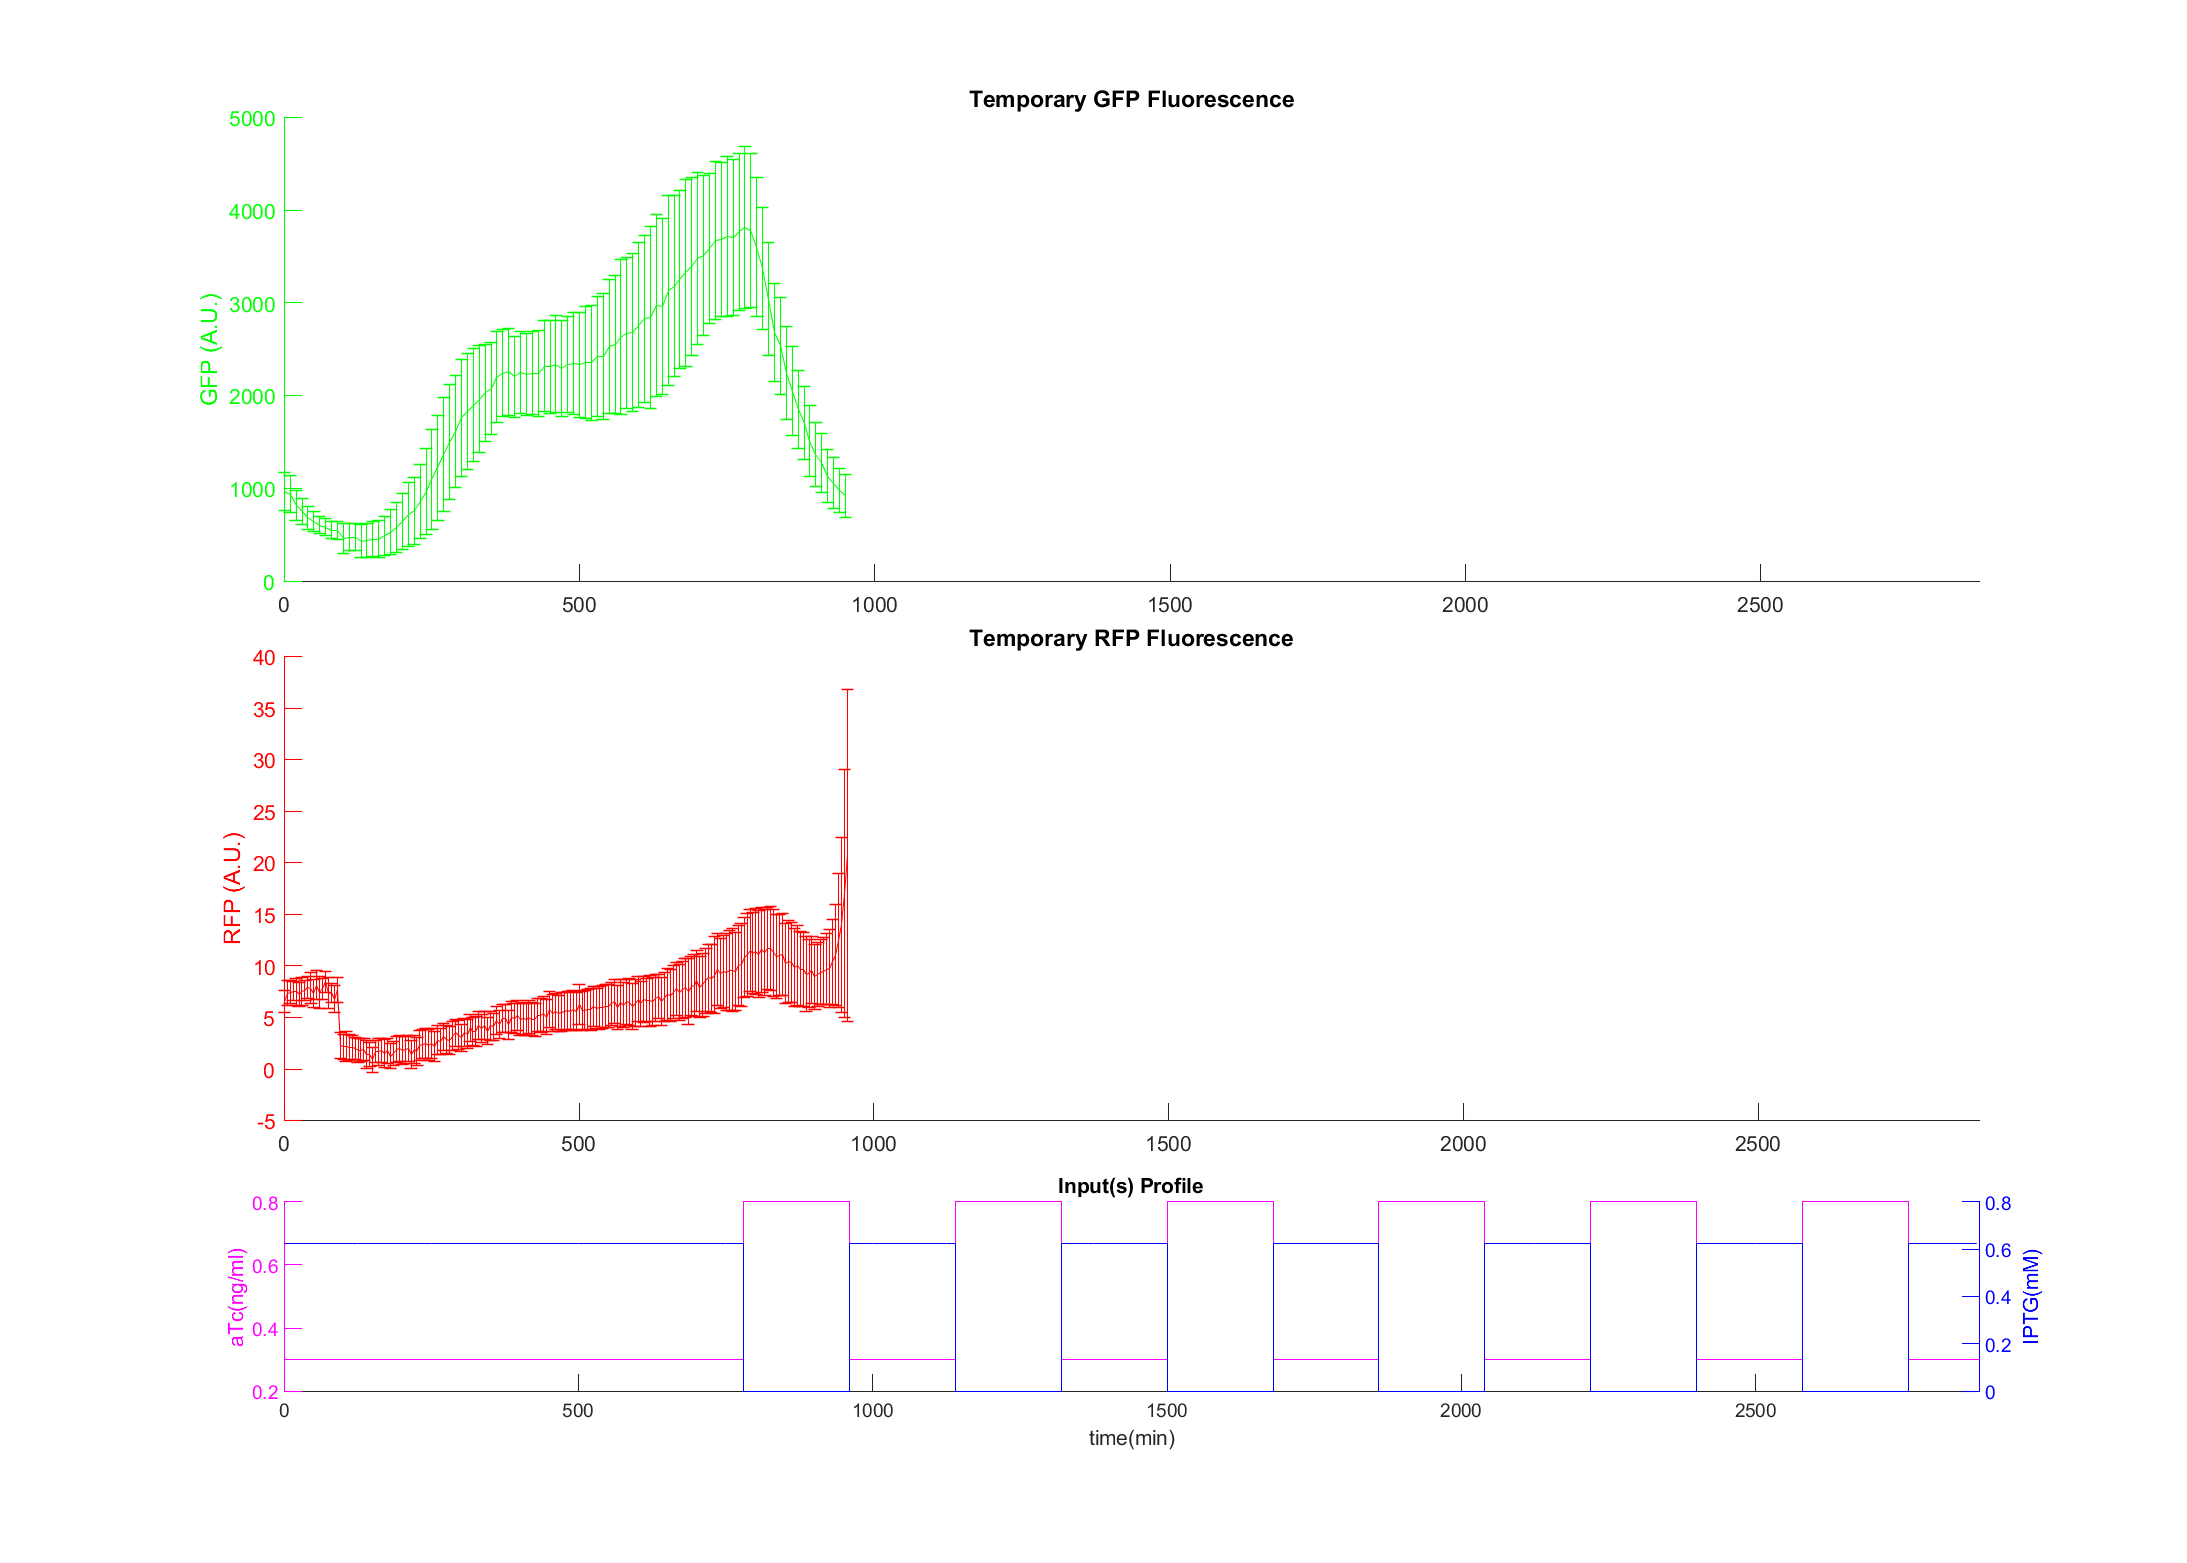 Temporary GFP Fluorescence
5000
4000
3000
2000
1000
0
GFP (A.U.)
0 500 1000 1500 2000 2500
Temporary RFP Fluorescence
40
35
30
25
20
15
10
5
0
-5
RFP (A.U.)
0 500 1000 1500 2000 2500
Input(s) Profile
0.8
0.6
0.4
0.2
aTc(ng/ml)
0.8
0.6
0.4
0.2
0
IPTG(mM)
0 500 1000 1500 2000 2500
time(min)